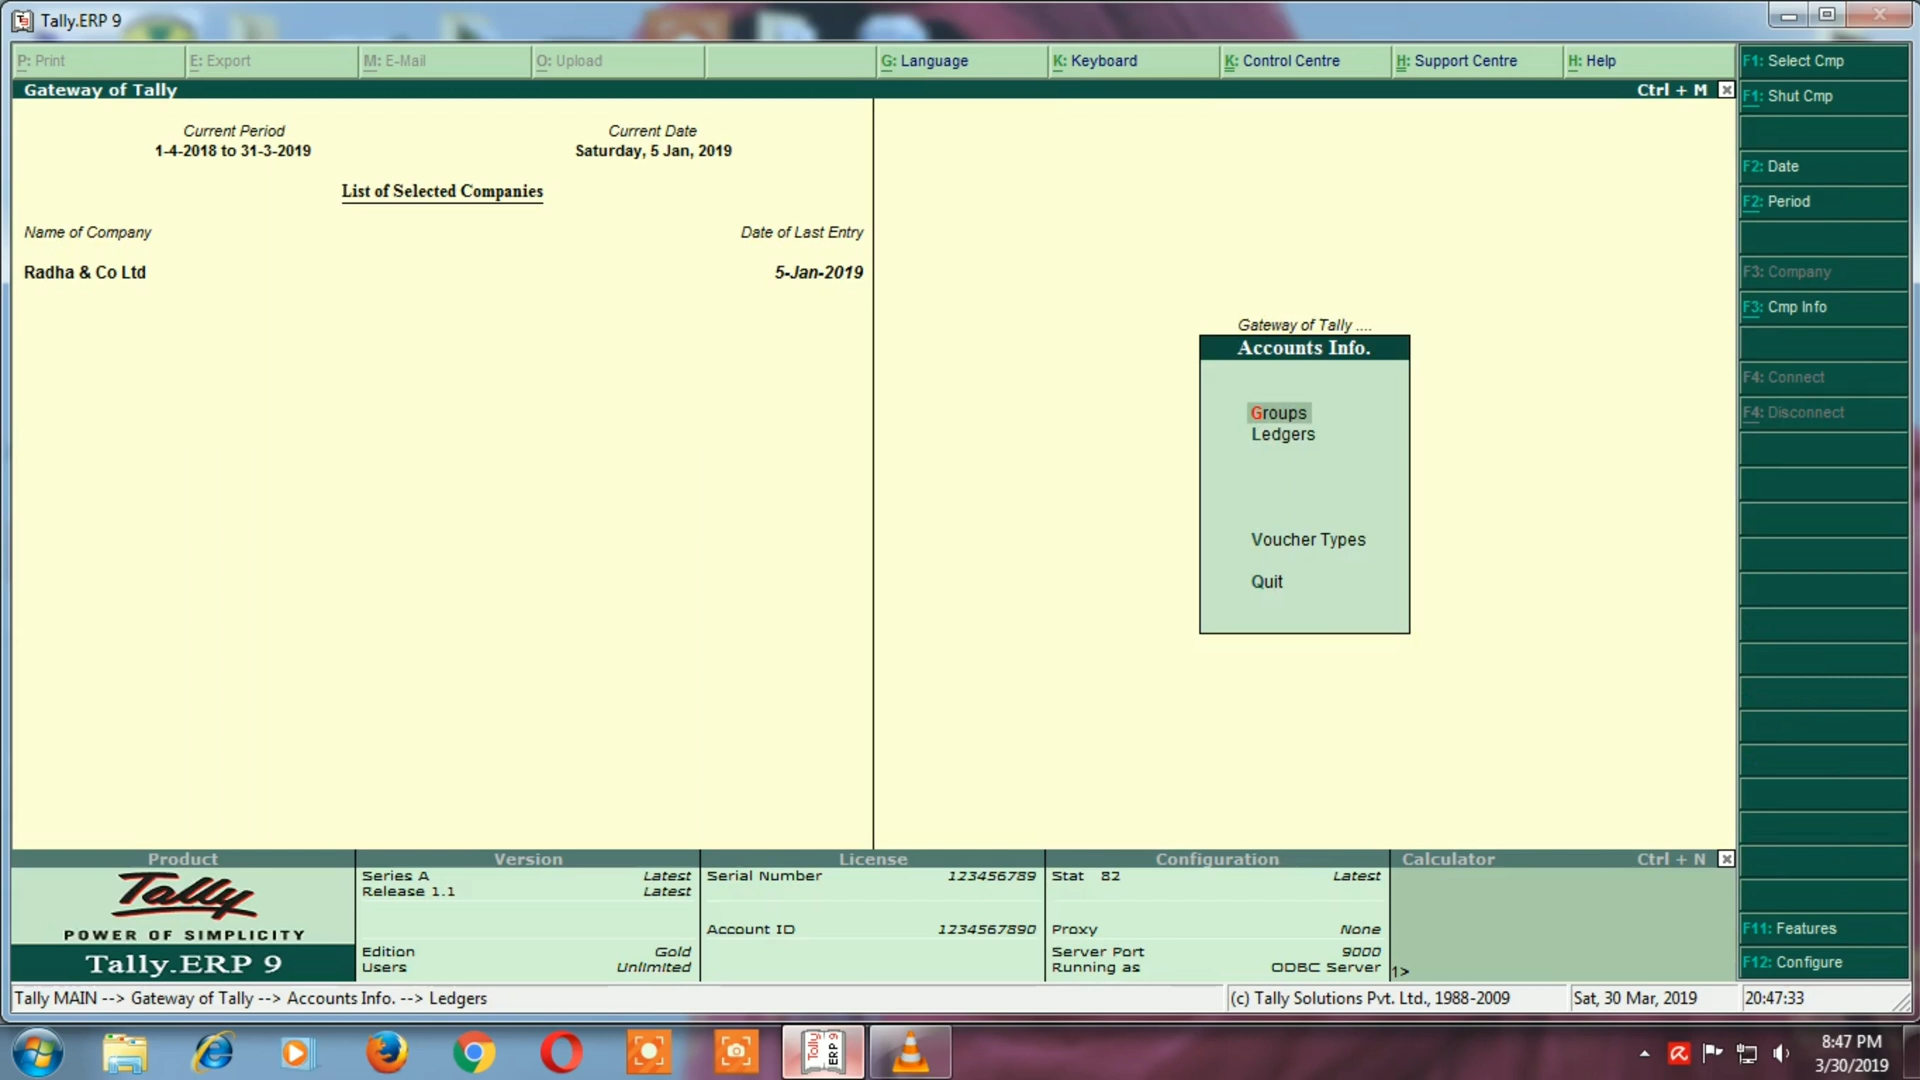 Tally.ERP 9
P: Print
E: Export
M: E-Mail
O: Upload
G: Language
K: Keyboard
K: Control Centre
H: Support Centre
H: Help
Gateway of Tally
Ctrl + M
Current Period
1-4-2018 to 31-3-2019
Current Date
Saturday, 5 Jan, 2019
List of Selected Companies
Name of Company
Date of Last Entry
Radha & Co Ltd
5-Jan-2019
Gateway of Tally ....
Accounts Info.
Groups
Ledgers
Voucher Types
Quit
F1: Select Cmp
F1: Shut Cmp
F2: Date
F2: Period
F3: Company
F3: Cmp Info
F4: Connect
F4: Disconnect
F11: Features
F12: Configure
Product
Tally
POWER OF SIMPLICITY
Tally.ERP 9
Version
Series A Latest
Release 1.1 Latest
Edition Gold
Users Unlimited
License
Serial Number 123456789
Account ID 1234567890
Configuration
Stat 82 Latest
Proxy None
Server Port 9000
Running as ODBC Server
Calculator
Ctrl + N
1>
Tally MAIN --> Gateway of Tally --> Accounts Info. --> Ledgers
(c) Tally Solutions Pvt. Ltd., 1988-2009
Sat, 30 Mar, 2019
20:47:33
Tally
ERP 9
8:47 PM
3/30/2019